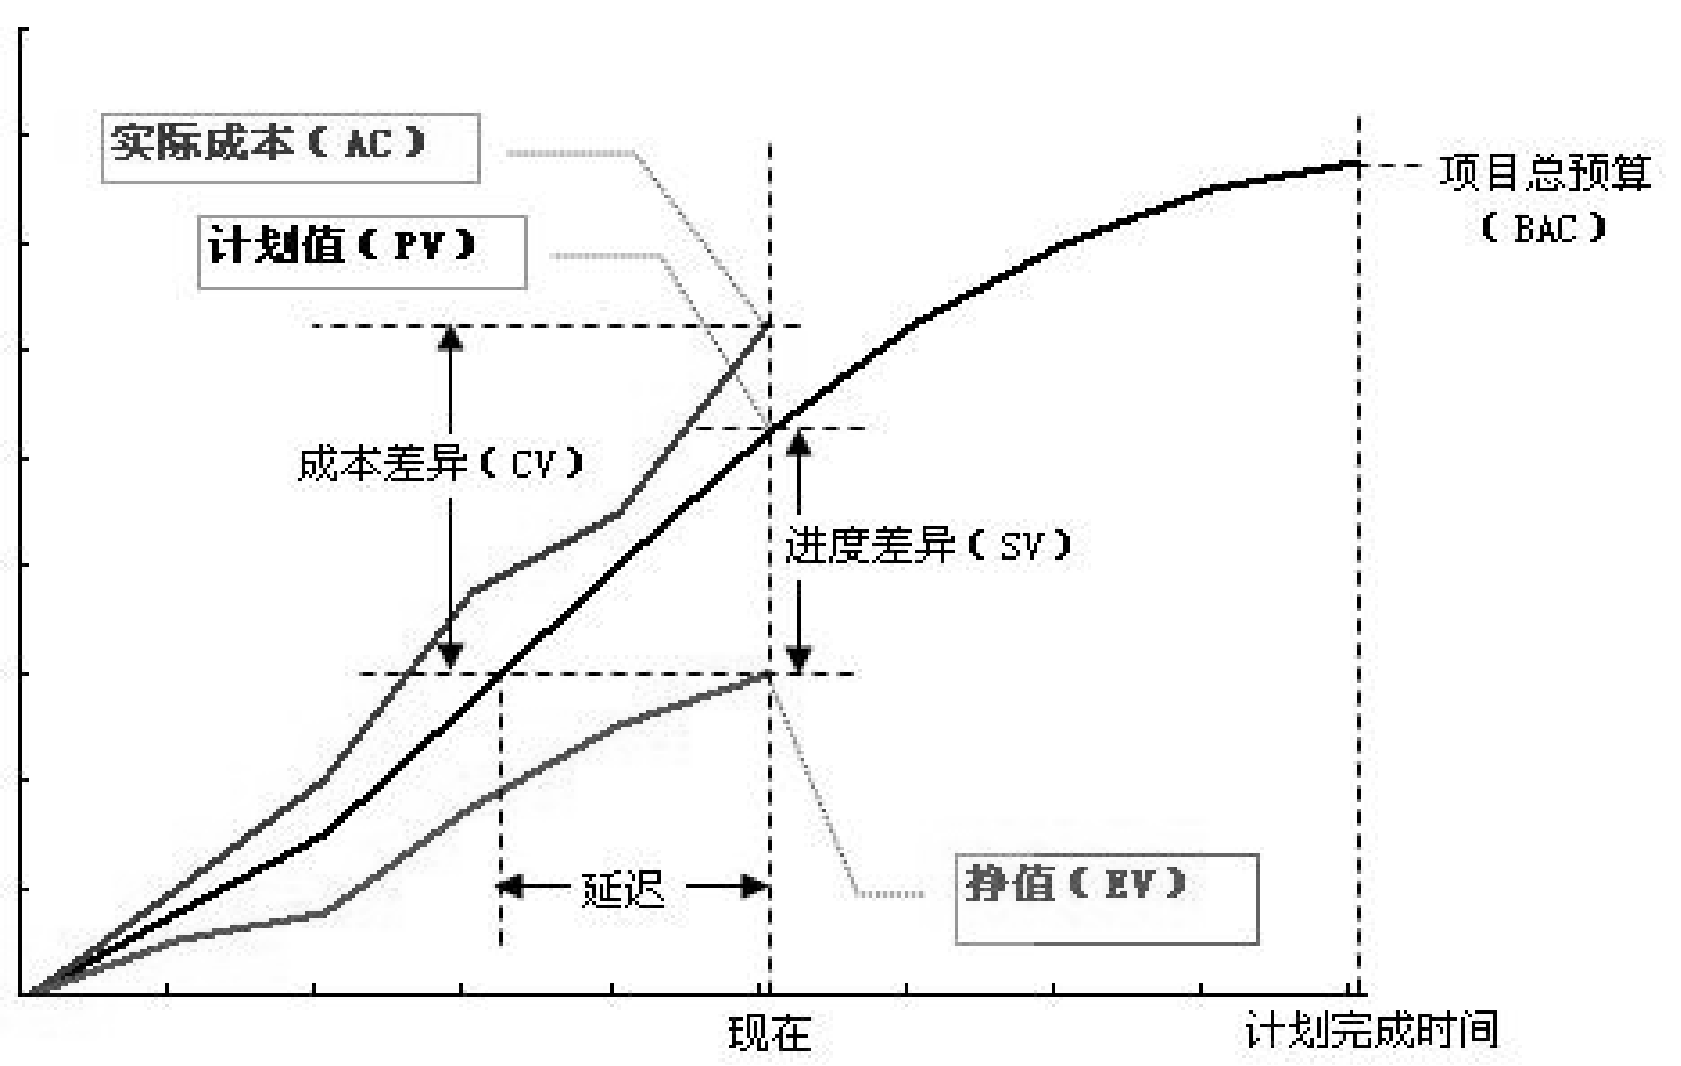 实际成本(AC)
计划值(PV)
项目总预算
(BAC)
成本差异(CV)
进度差异(SV)
延迟
挣值(EV)
现在
计划完成时间